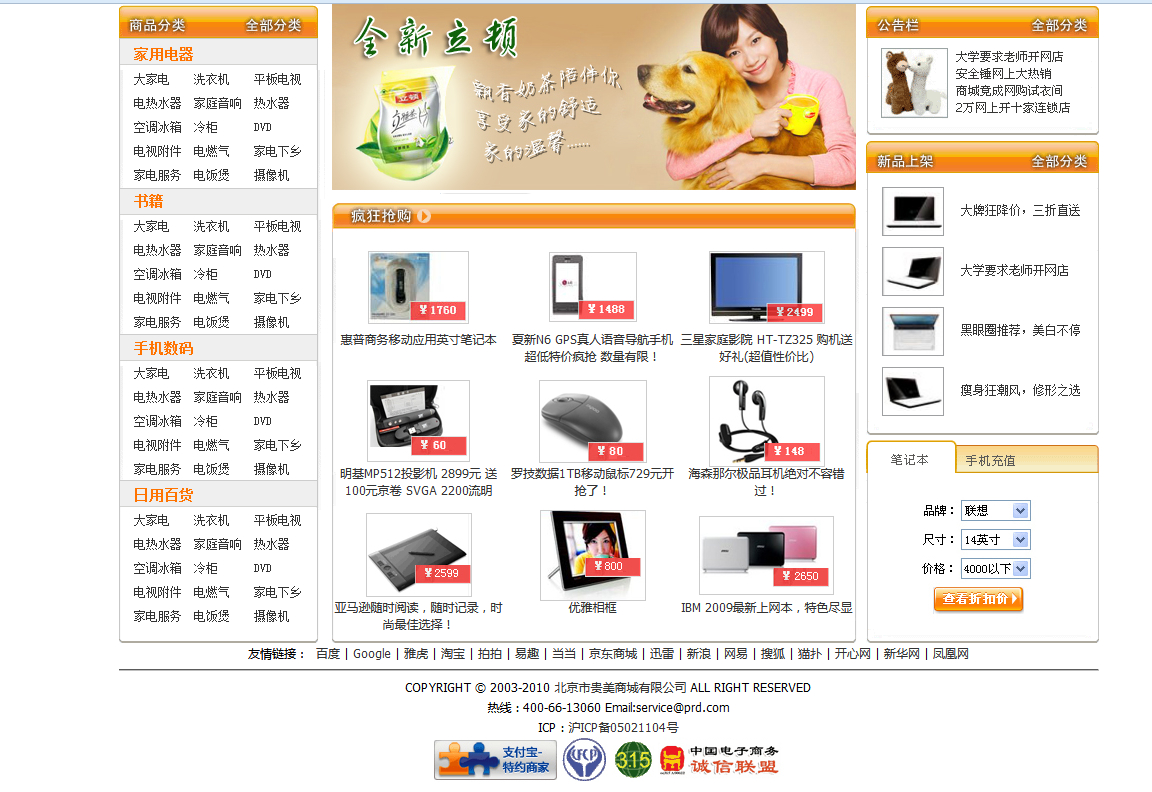 商品分类 全部分类
家用电器
大家电 洗衣机 平板电视
电热水器 家庭音响 热水器
空调冰箱 冷柜 DVD
电视附件 电燃气 家电下乡
家电服务 电饭煲 摄像机
书籍
大家电 洗衣机 平板电视
电热水器 家庭音响 热水器
空调冰箱 冷柜 DVD
电视附件 电燃气 家电下乡
家电服务 电饭煲 摄像机
手机数码
大家电 洗衣机 平板电视
电热水器 家庭音响 热水器
空调冰箱 冷柜 DVD
电视附件 电燃气 家电下乡
家电服务 电饭煲 摄像机
日用百货
大家电 洗衣机 平板电视
电热水器 家庭音响 热水器
空调冰箱 冷柜 DVD
电视附件 电燃气 家电下乡
家电服务 电饭煲 摄像机
全新立顿
立顿
飘香奶茶陪伴你
享受家的舒适
家的温馨......
疯狂抢购
¥1760
惠普商务移动应用英寸笔记本
¥1488
夏新N6 GPS真人语音导航手机
超低特价疯抢 数量有限！
¥2499
三星家庭影院 HT-TZ325 购机送
好礼(超值性价比)
¥60
明基MP512投影机 2899元 送
100元京卷 SVGA 2200流明
¥80
罗技数据1TB移动鼠标729元开
抢了！
¥148
海森那尔极品耳机绝对不容错
过！
¥2599
亚马逊随时阅读，随时记录，时
尚最佳选择！
¥800
优雅相框
¥2650
IBM 2009最新上网本，特色尽显
公告栏 全部分类
大学要求老师开网店
安全锤网上大热销
商城竟成网购试衣间
2万网上开十家连锁店
新品上架 全部分类
大牌狂降价，三折直送
大学要求老师开网店
黑眼圈推荐，美白不停
瘦身狂潮风，修形之选
笔记本 手机充值
品牌： 联想
尺寸： 14英寸
价格： 4000以下
查看折扣价
友情链接： 百度 | Google | 雅虎 | 淘宝 | 拍拍 | 易趣 | 当当 | 京东商城 | 迅雷 | 新浪 | 网易 | 搜狐 | 猫扑 | 开心网 | 新华网 | 凤凰网
COPYRIGHT © 2003-2010 北京市贵美商城有限公司 ALL RIGHT RESERVED
热线：400-66-13060 Email:service@prd.com
ICP：沪ICP备05021104号
支付宝-
特约商家
315
中国电子商务
诚信联盟